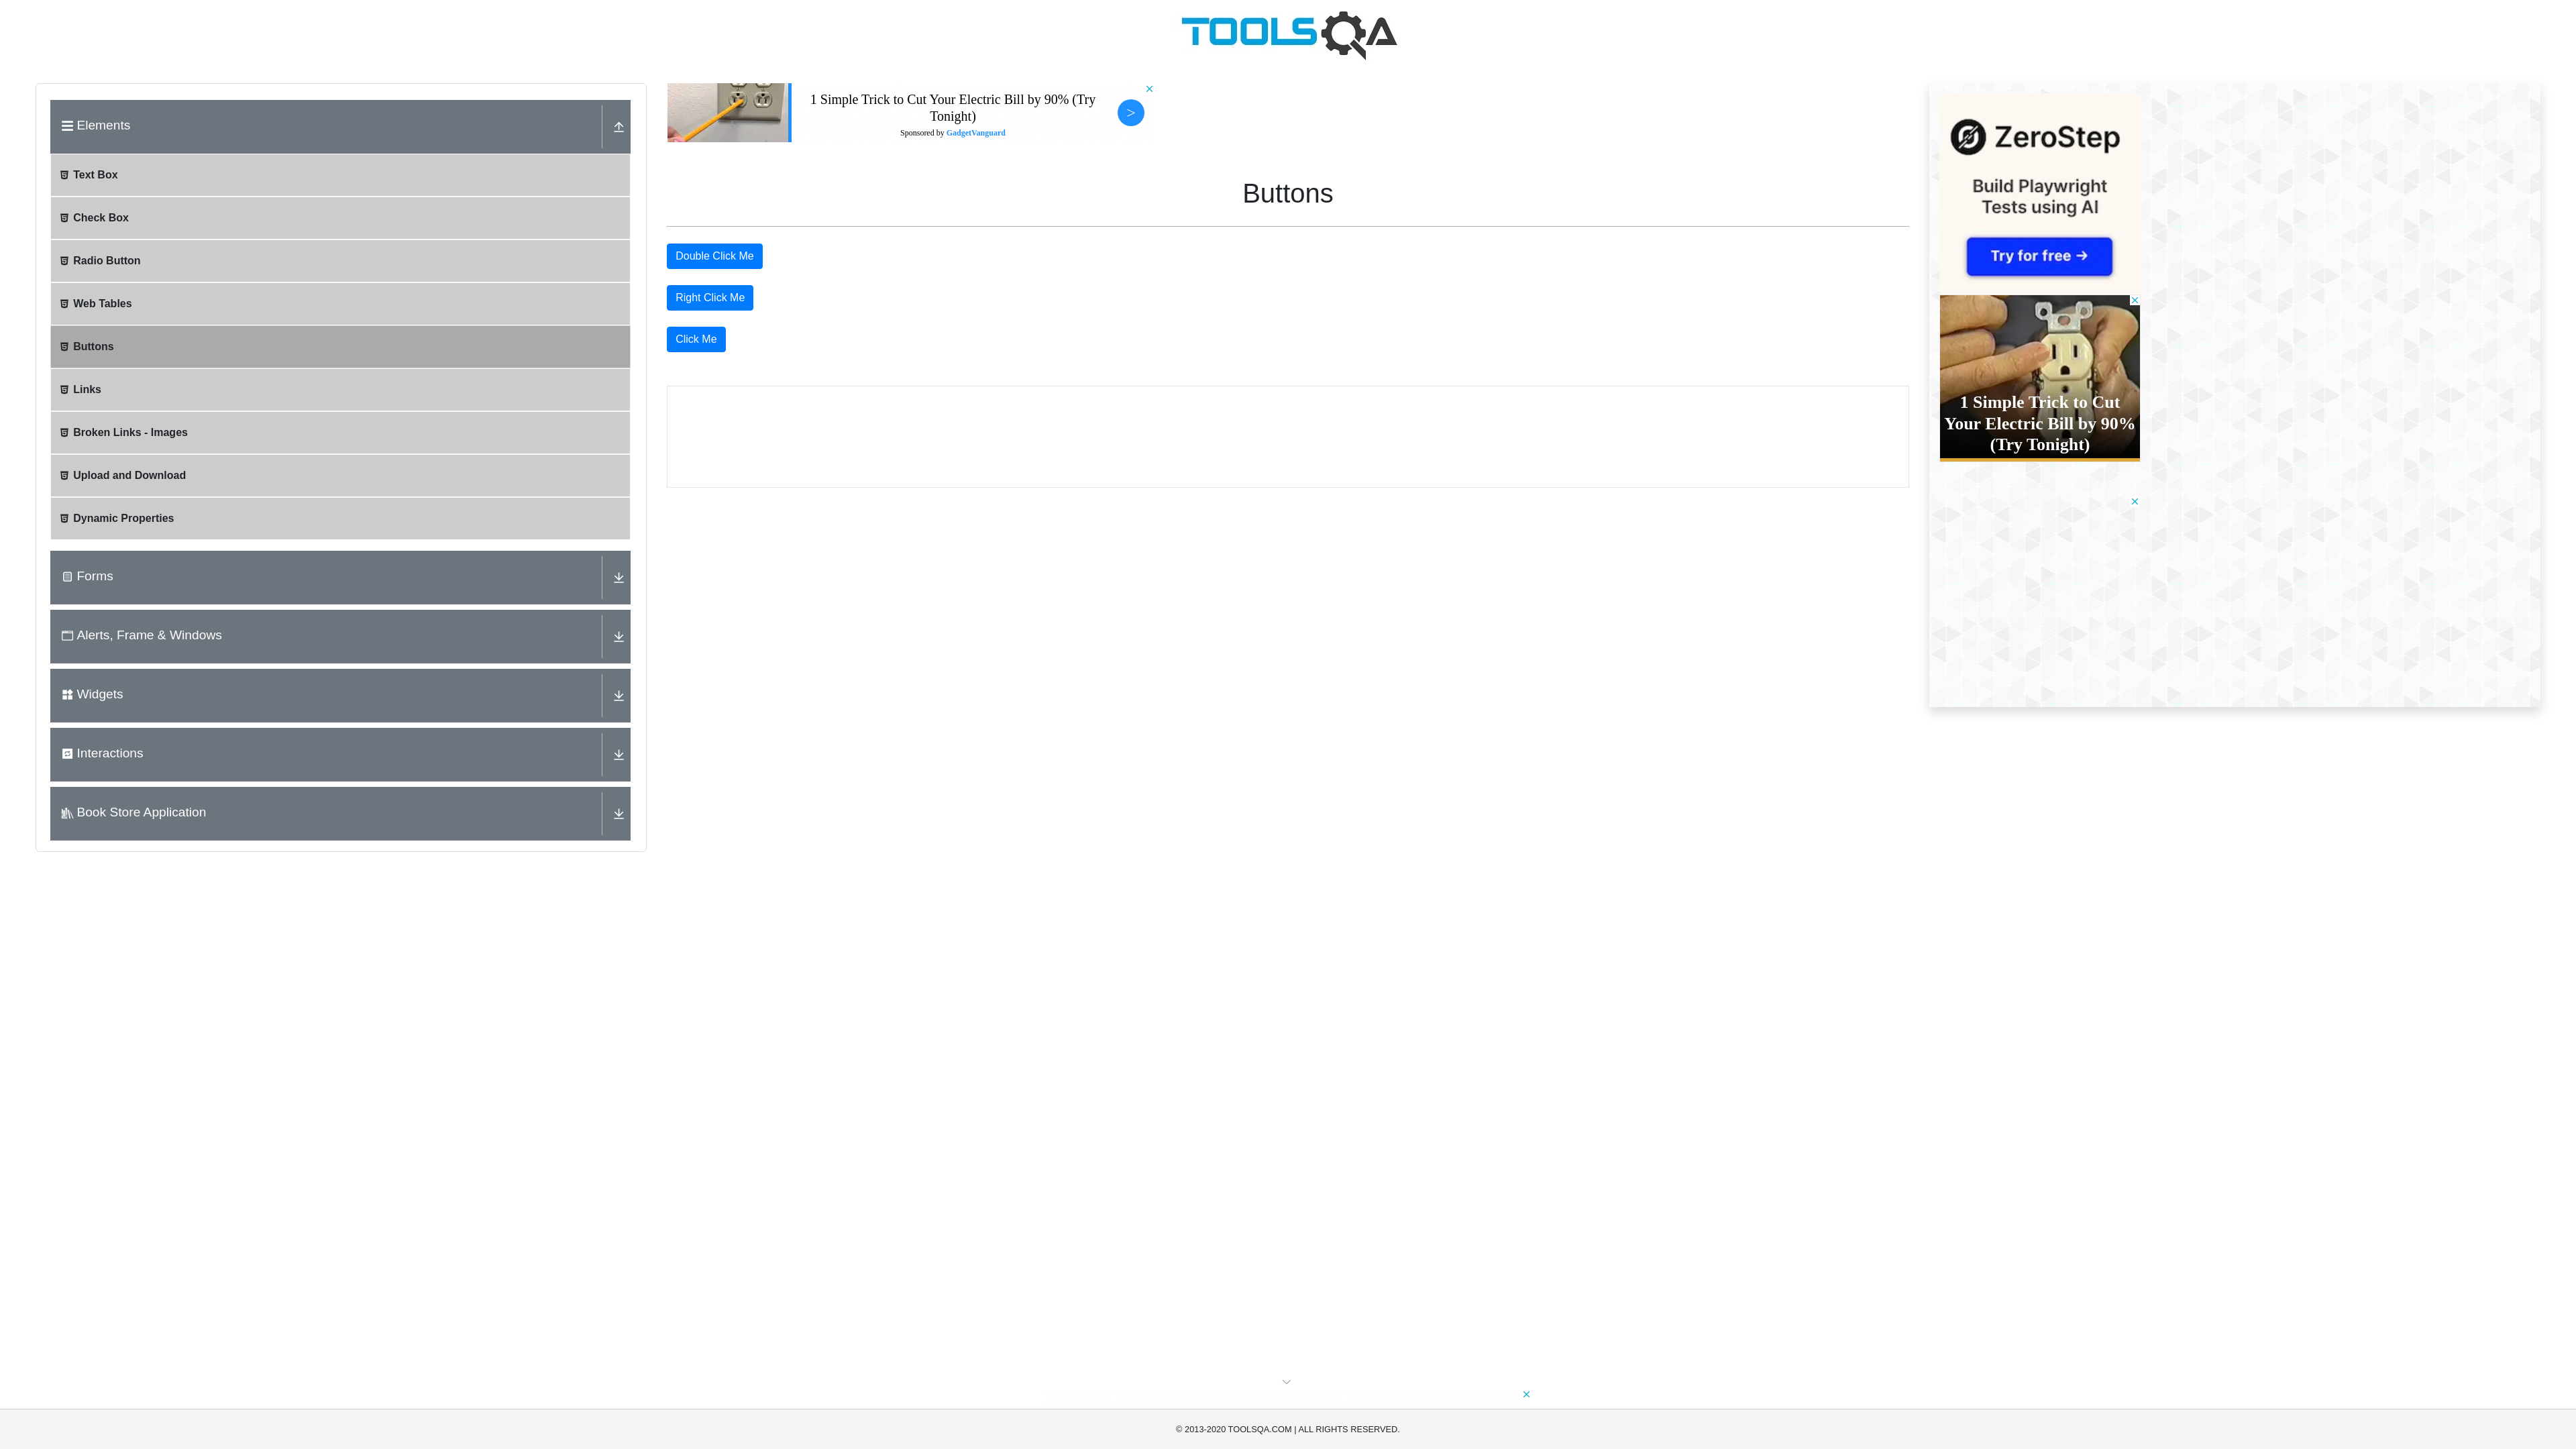 TOOLSQA
Elements
Text Box
Check Box
Radio Button
Web Tables
Buttons
Links
Broken Links - Images
Upload and Download
Dynamic Properties
Forms
Alerts, Frame & Windows
Widgets
Interactions
Book Store Application
1 Simple Trick to Cut Your Electric Bill by 90% (Try
Tonight)
Sponsored by GadgetVanguard
>
Buttons
Double Click Me
Right Click Me
Click Me
ZeroStep
Build Playwright
Tests using AI
Try for free →
1 Simple Trick to Cut
Your Electric Bill by 90%
(Try Tonight)
© 2013-2020 TOOLSQA.COM | ALL RIGHTS RESERVED.